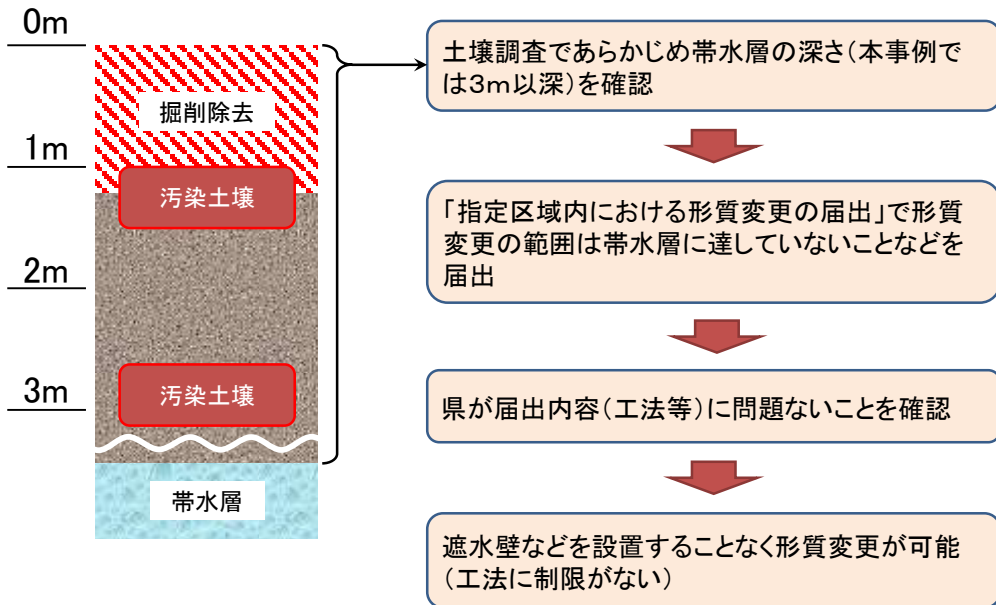 0m
掘削除去
1m
汚染土壌
2m
3m
汚染土壌
帯水層
土壌調査であらかじめ帯水層の深さ(本事例で
は3m以深)を確認
「指定区域内における形質変更の届出」で形質
変更の範囲は帯水層に達していないことなどを
届出
県が届出内容(工法等)に問題ないことを確認
遮水壁などを設置することなく形質変更が可能
(工法に制限がない)